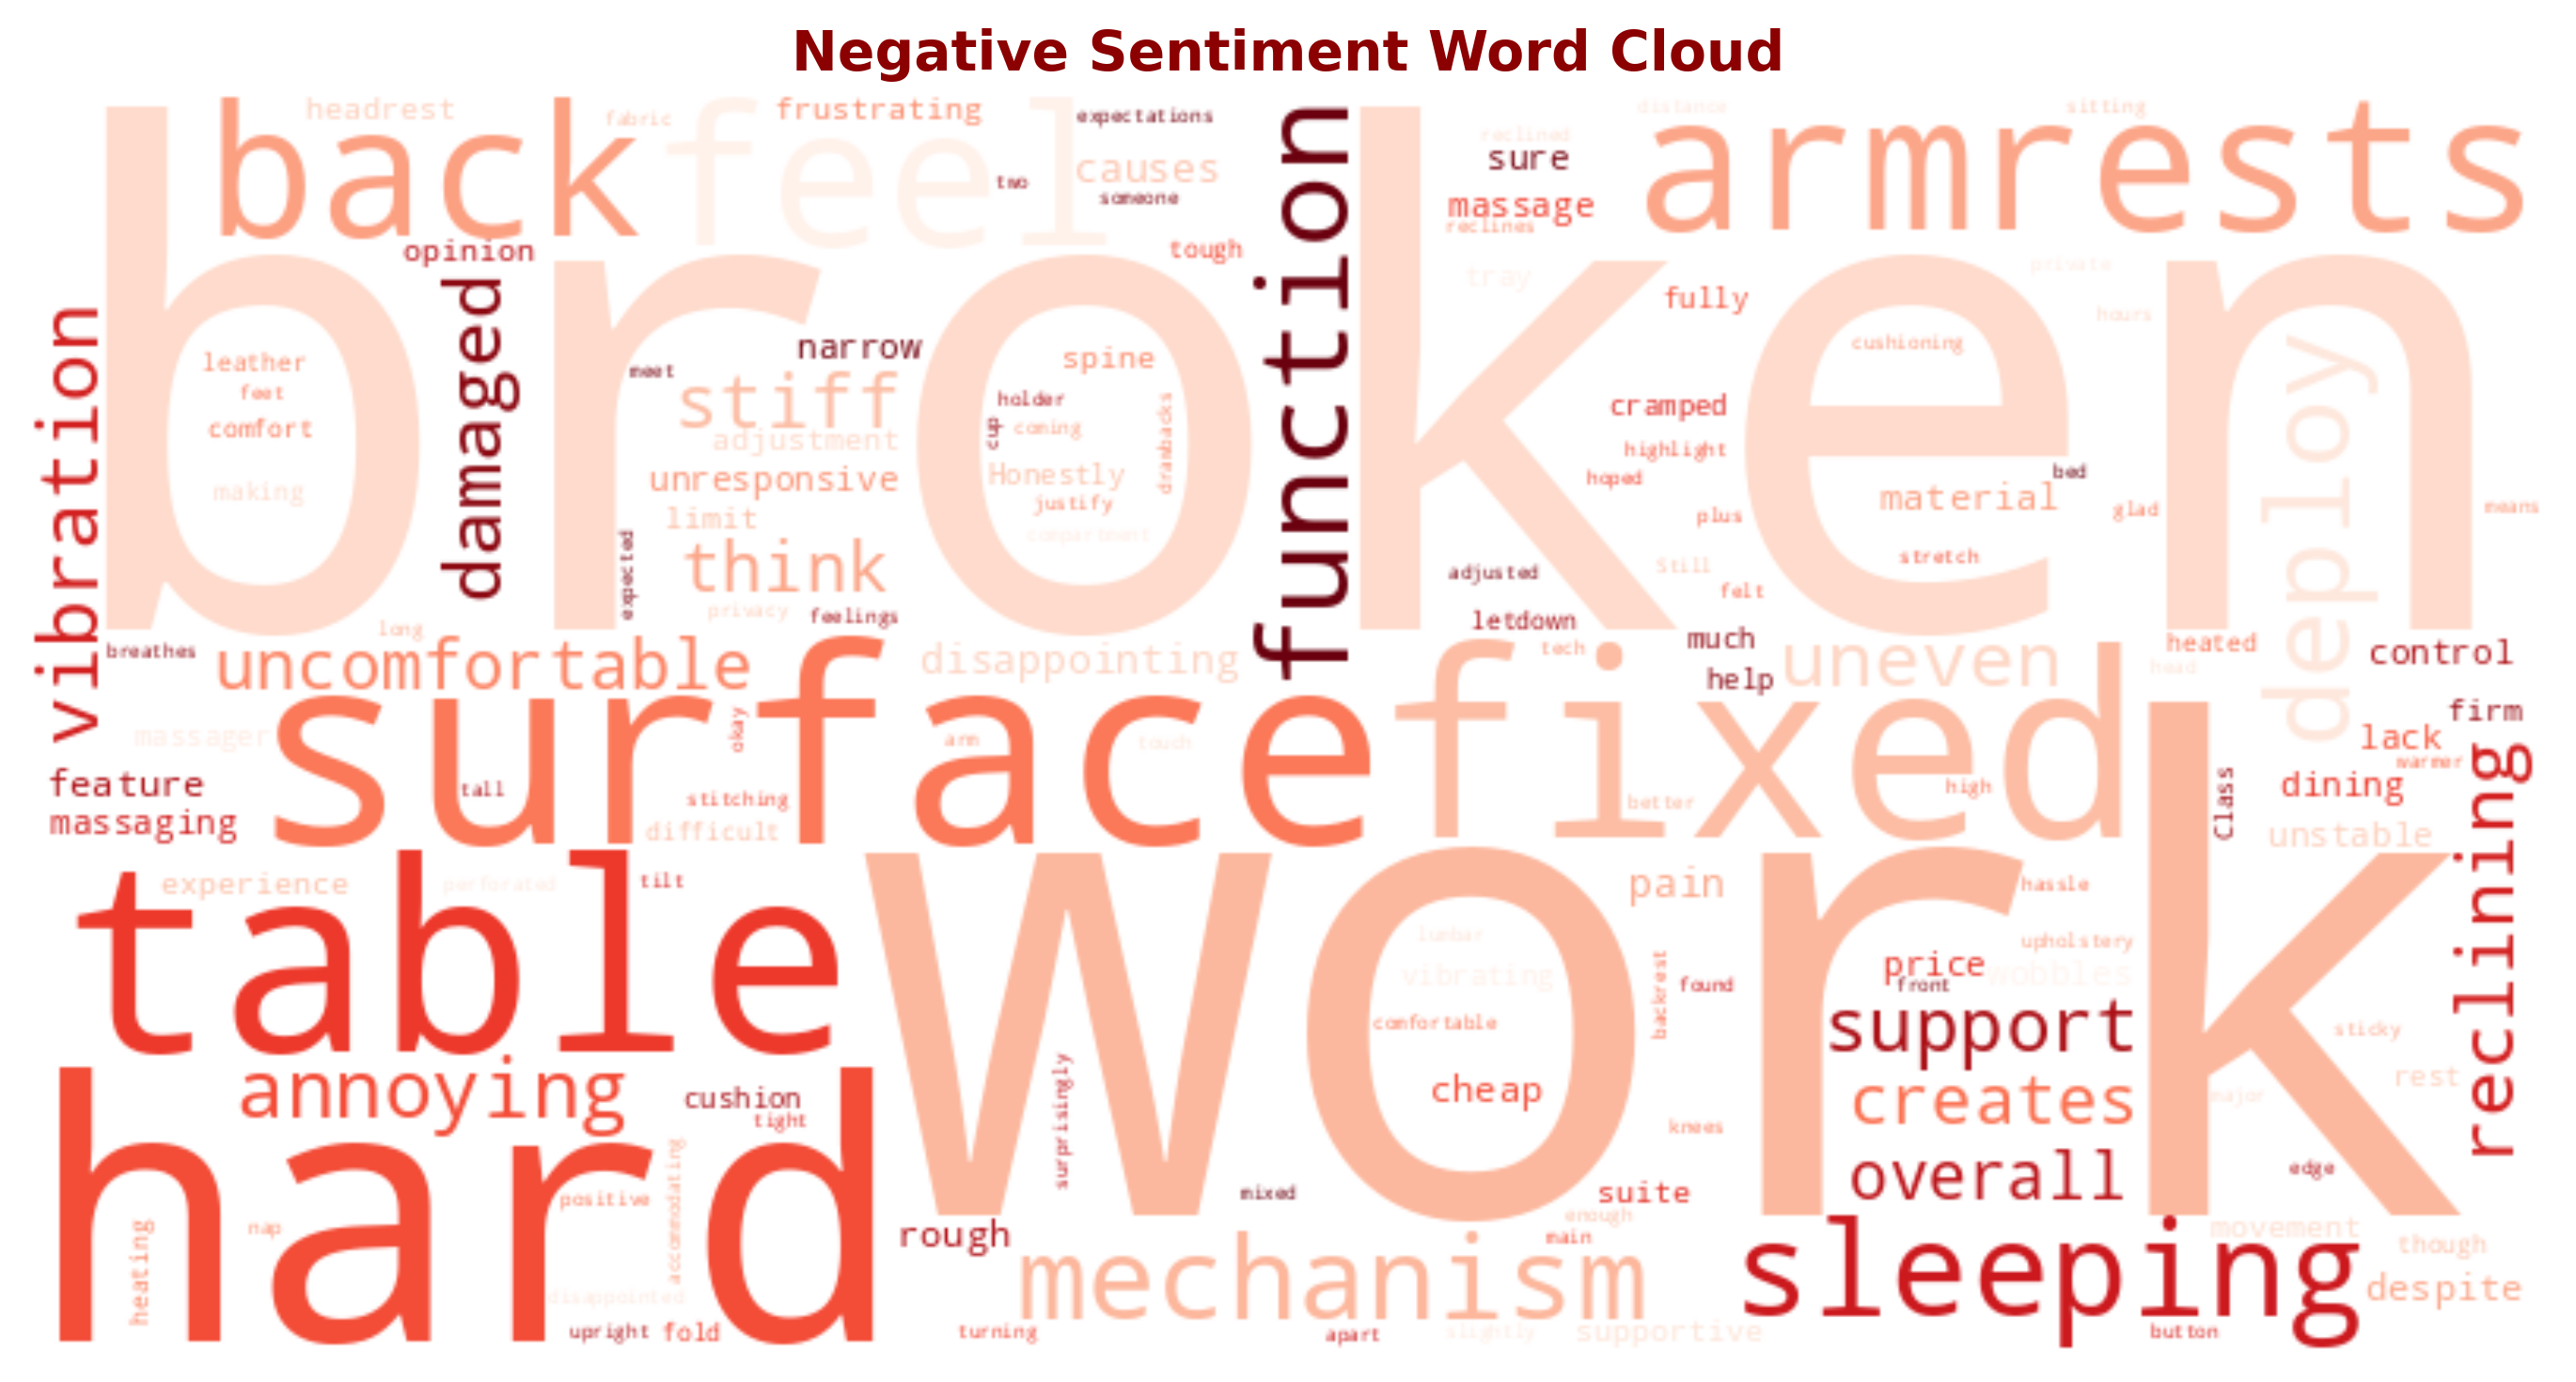 Negative Sentiment Word Cloud
headrest
fabric
frustrating
expectations
distance
sitting
back
feel
causes
two
someone
function
reclined
sure
massage
reclines
armrests
opinion
tough
tray
fully
private
hours
broken
vibration
damaged
leather
feet
comfort
making
narrow
meet
stiff
adjustment
unresponsive
limit
think
expected
privacy
feelings
spine
holder
cup
coming
drawbacks
Honestly
justify
compartment
cushioning
cramped
highlight
hoped
plus
material
bed
glad
means
stretch
Still
felt
adjusted
deploy
long
breathes
uncomfortable
disappointing
letdown
tech
much
help
uneven
heated
head
control
massager
surface
okay
arm
touch
fixed
firm
lack
warmer
feature
massaging
tall
stitching
difficult
better
high
Class
dining
unstable
reclining
experience
perforated
tilt
table
work
pain
hassle
lumbar
vibrating
comfortable
cheap
backrest
found
price
front
upholstery
wobbles
support
sticky
rest
major
annoying
cushion
tight
surprisingly
knees
creates
overall
edge
hard
heating
nap
positive
accommodating
disappointed
upright
fold
rough
mixed
suite
enough
main
mechanism
sleeping
movement
though
despite
turning
apart
slightly
supportive
button